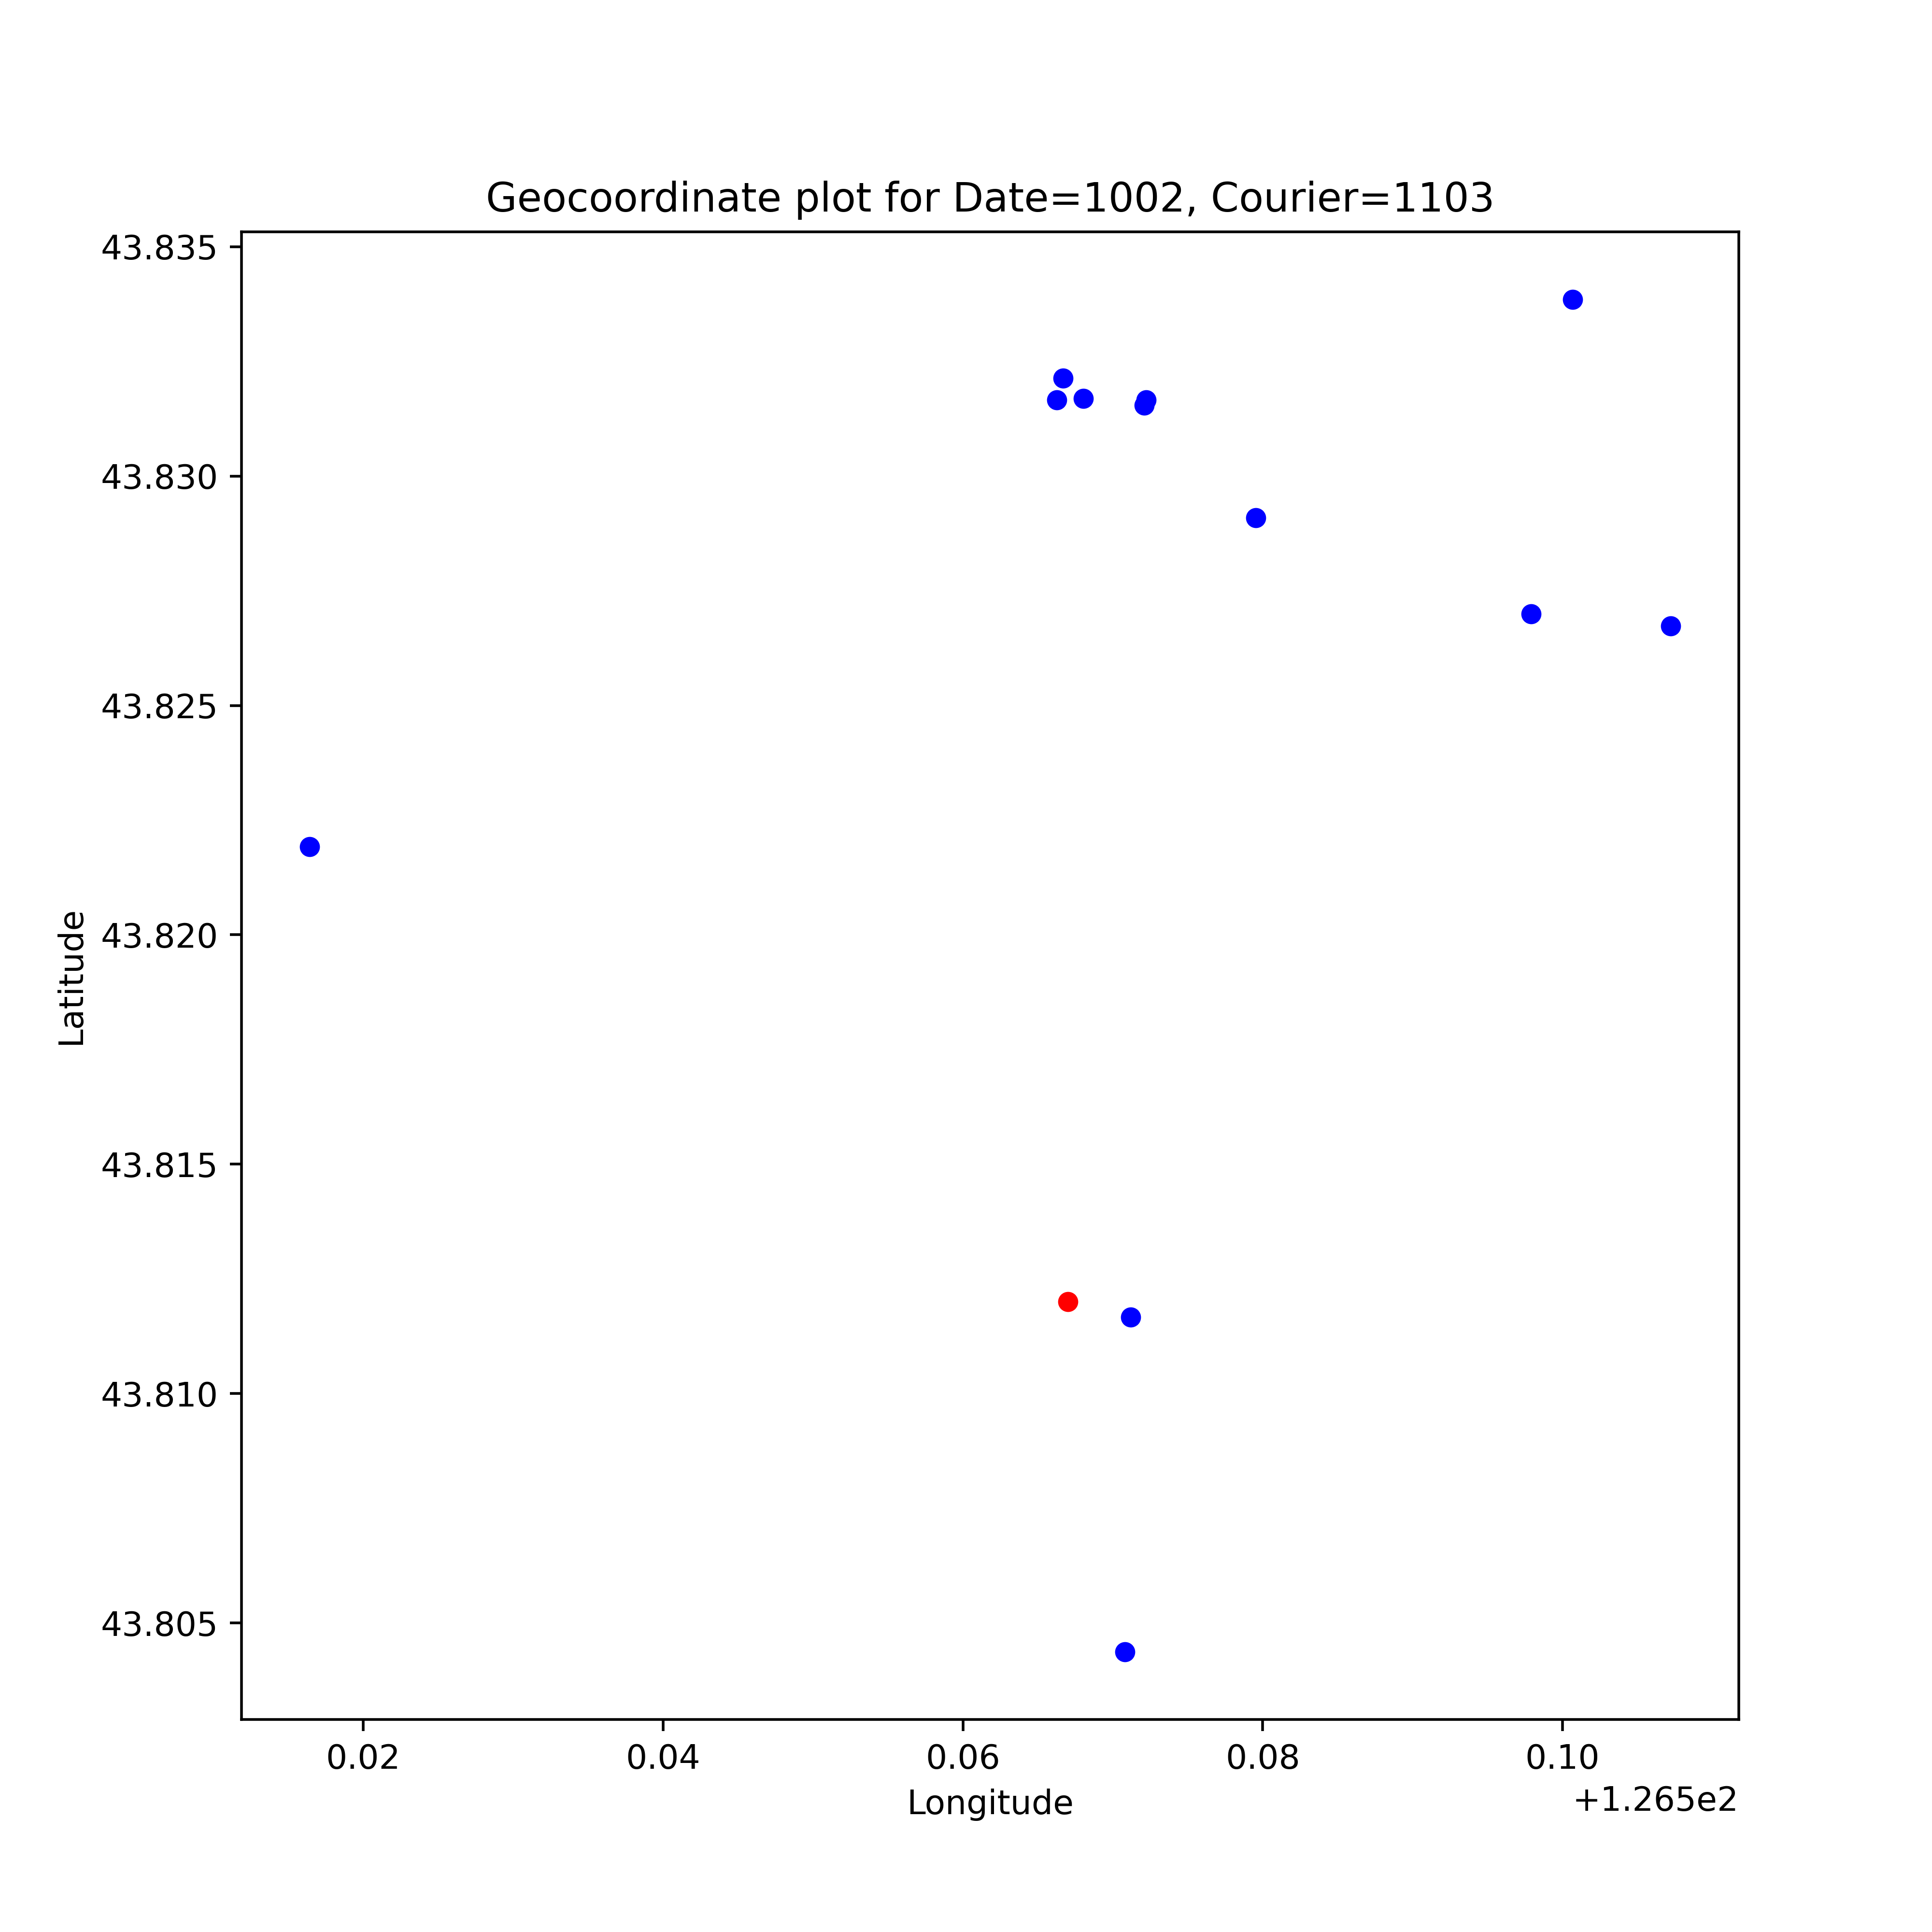 Geocoordinate plot for Date=1002, Courier=1103
43.835
43.830
43.825
43.820
43.815
43.810
43.805
Latitude
0.02 0.04 0.06 0.08 0.10
Longitude
+1.265e2